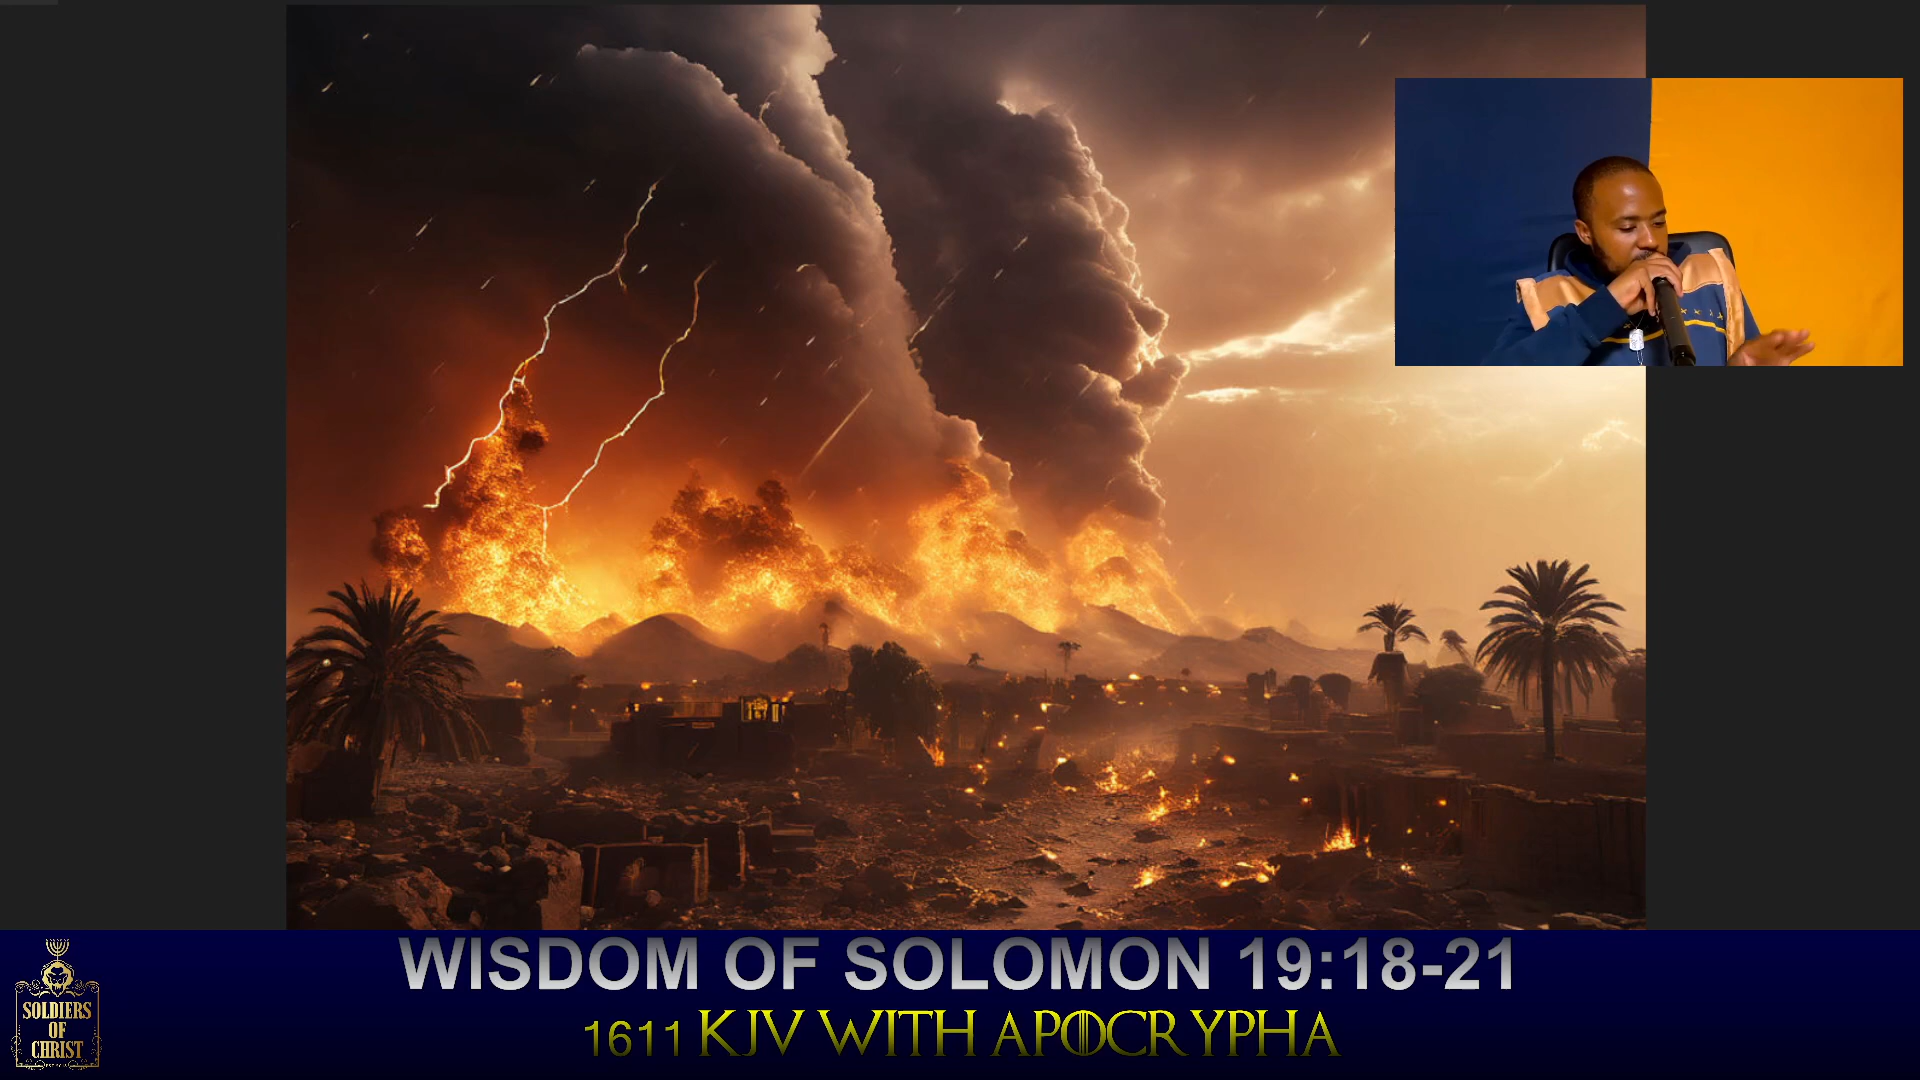 WISDOM OF SOLOMON 19:18-21
1611 KJV WITH APOCRYPHA
SOLDIERS
OF
CHRIST